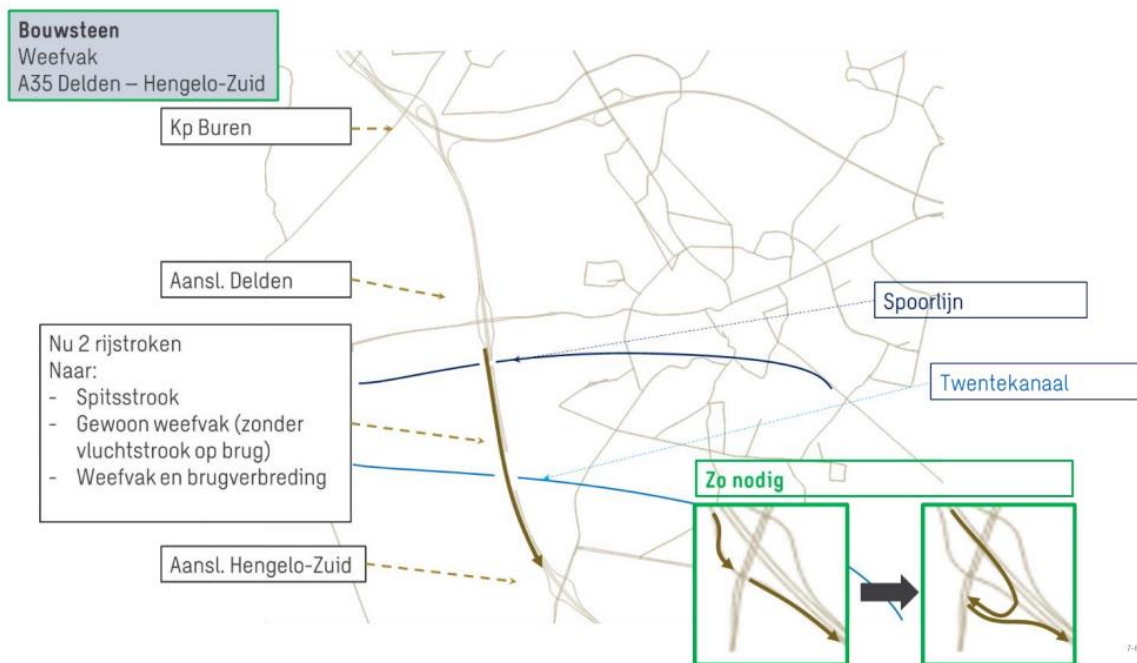 Bouwsteen
Weefvak
A35 Delden – Hengelo-Zuid
Kp Buren
Aansl. Delden
Spoorlijn
Nu 2 rijstroken
Naar:
- Spitsstrook
- Gewoon weefvak (zonder
vluchtstrook op brug)
- Weefvak en brugverbreding
Twentekanaal
Zo nodig
Aansl. Hengelo-Zuid